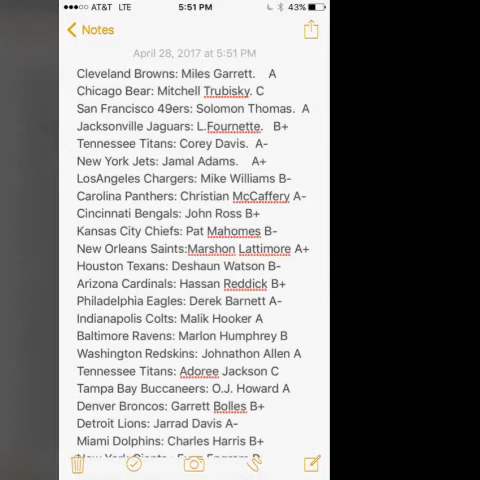 AT&T LTE 5:51 PM 43%
Notes
April 28, 2017 at 5:51 PM
Cleveland Browns: Miles Garrett. A
Chicago Bear: Mitchell Trubisky. C
San Francisco 49ers: Solomon Thomas. A
Jacksonville Jaguars: L.Fournette. B+
Tennessee Titans: Corey Davis. A-
New York Jets: Jamal Adams. A+
LosAngeles Chargers: Mike Williams B-
Carolina Panthers: Christian McCaffery A-
Cincinnati Bengals: John Ross B+
Kansas City Chiefs: Pat Mahomes B-
New Orleans Saints:Marshon Lattimore A+
Houston Texans: Deshaun Watson B-
Arizona Cardinals: Hassan Reddick B+
Philadelphia Eagles: Derek Barnett A-
Indianapolis Colts: Malik Hooker A
Baltimore Ravens: Marlon Humphrey B
Washington Redskins: Johnathon Allen A
Tennessee Titans: Adoree Jackson C
Tampa Bay Buccaneers: O.J. Howard A
Denver Broncos: Garrett Bolles B+
Detroit Lions: Jarrad Davis A-
Miami Dolphins: Charles Harris B+
New York Giants : Evan Engram